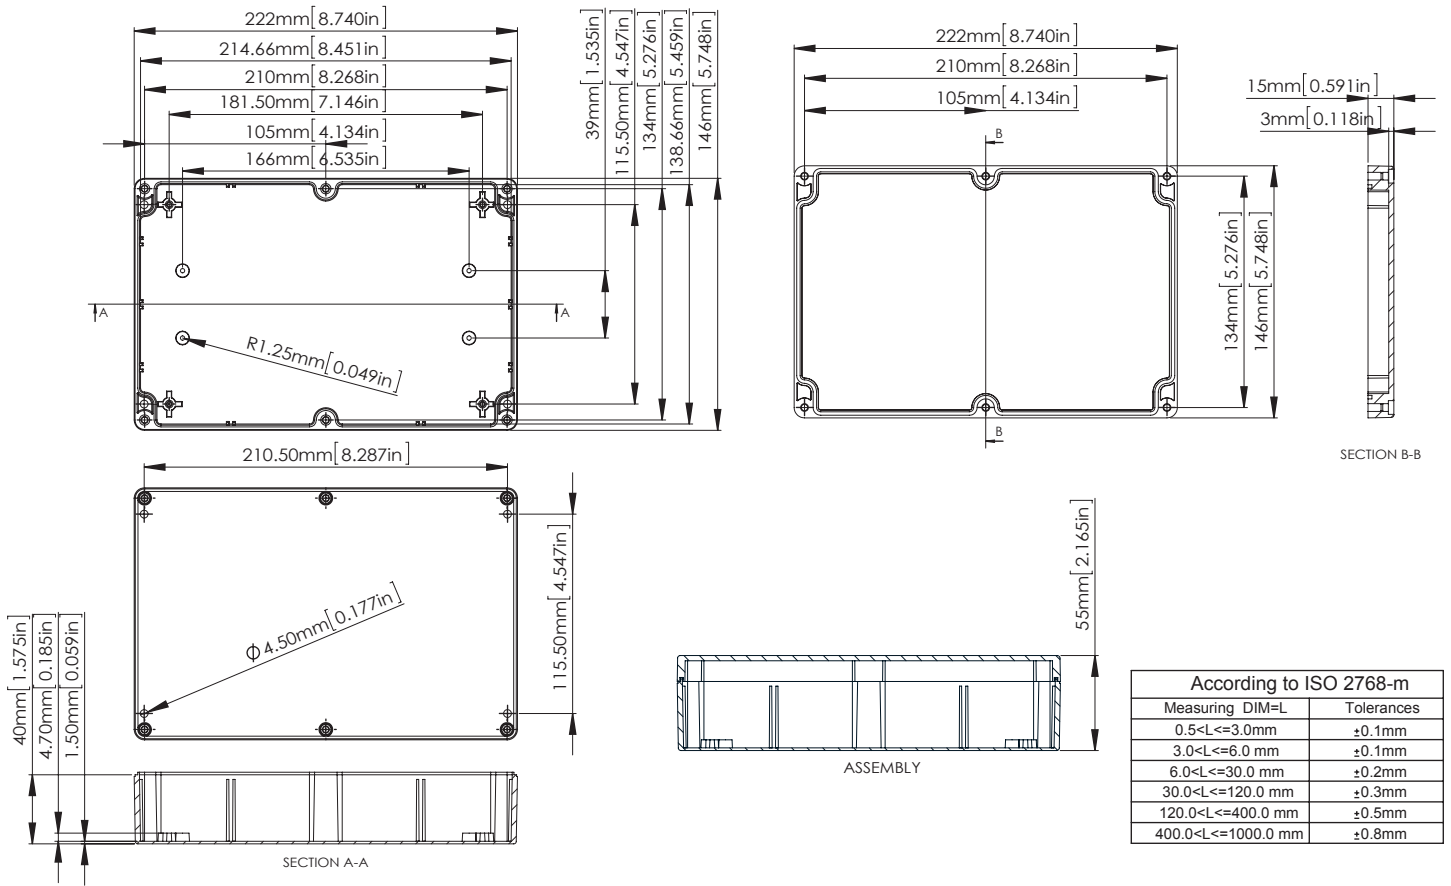 222mm[8.740in]
214.66mm[8.451in]
210mm[8.268in]
181.50mm[7.146in]
105mm[4.134in]
166mm[6.535in]
39mm[1.535in]
115.50mm[4.547in]
134mm[5.276in]
138.66mm[5.459in]
146mm[5.748in]
A
A
R1.25mm[0.049in]
222mm[8.740in]
210mm[8.268in]
105mm[4.134in]
B
B
134mm[5.276in]
146mm[5.748in]
15mm[0.591in]
3mm[0.118in]
SECTION B-B
210.50mm[8.287in]
115.50mm[4.547in]
Φ4.50mm[0.177in]
40mm[1.575in]
4.70mm[0.185in]
1.50mm[0.059in]
SECTION A-A
55mm[2.165in]
ASSEMBLY
According to ISO 2768-m
Measuring DIM=L Tolerances
0.5<L<=3.0mm ±0.1mm
3.0<L<=6.0 mm ±0.1mm
6.0<L<=30.0 mm ±0.2mm
30.0<L<=120.0 mm ±0.3mm
120.0<L<=400.0 mm ±0.5mm
400.0<L<=1000.0 mm ±0.8mm